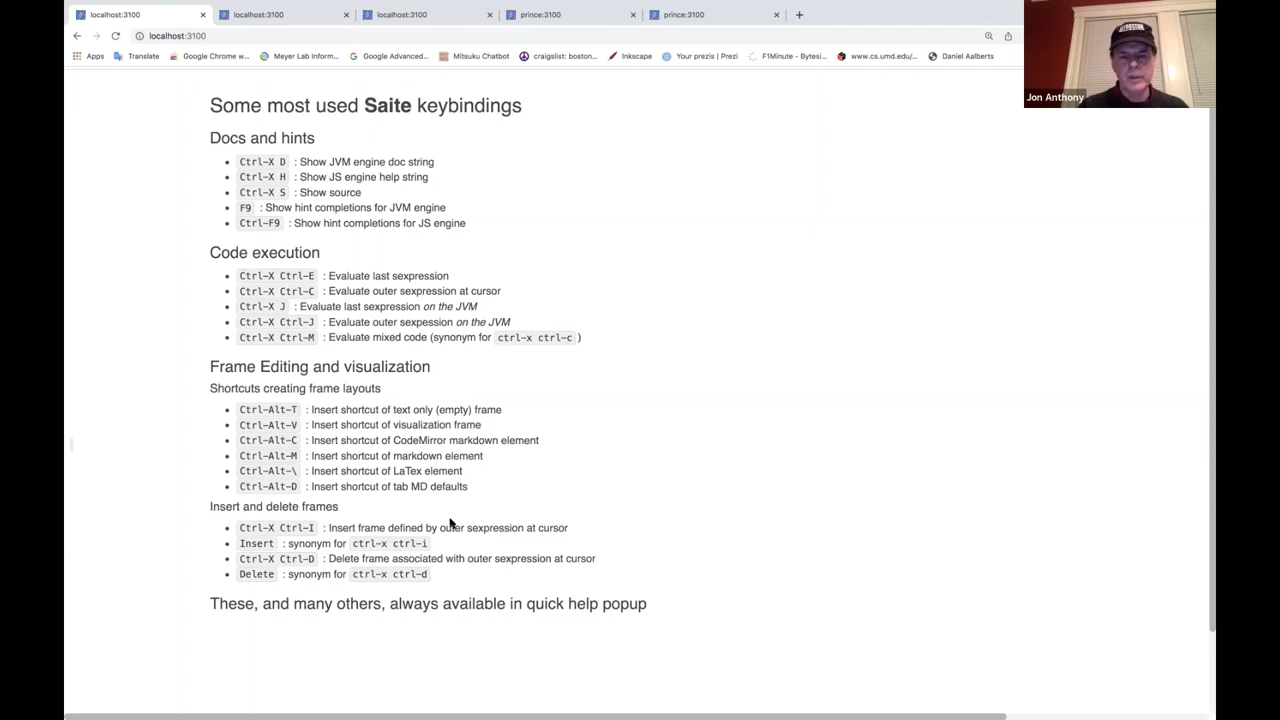 localhost:3100 localhost:3100 localhost:3100 prince:3100 prince:3100
localhost:3100
Apps Translate Google Chrome w... Meyer Lab Inform... Google Advanced... Mitsuku Chatbot craigslist: boston... Inkscape Your prezis | Prezi F1Minute - Bytesi... www.cs.umd.edu/... Daniel Aalberts
Jon Anthony
Some most used Saite keybindings
Docs and hints
Ctrl-X D : Show JVM engine doc string
Ctrl-X H : Show JS engine help string
Ctrl-X S : Show source
F9 : Show hint completions for JVM engine
Ctrl-F9 : Show hint completions for JS engine
Code execution
Ctrl-X Ctrl-E : Evaluate last sexpression
Ctrl-X Ctrl-C : Evaluate outer sexpression at cursor
Ctrl-X J : Evaluate last sexpression on the JVM
Ctrl-X Ctrl-J : Evaluate outer sexpession on the JVM
Ctrl-X Ctrl-M : Evaluate mixed code (synonym for ctrl-x ctrl-c )
Frame Editing and visualization
Shortcuts creating frame layouts
Ctrl-Alt-T : Insert shortcut of text only (empty) frame
Ctrl-Alt-V : Insert shortcut of visualization frame
Ctrl-Alt-C : Insert shortcut of CodeMirror markdown element
Ctrl-Alt-M : Insert shortcut of markdown element
Ctrl-Alt-\ : Insert shortcut of LaTex element
Ctrl-Alt-D : Insert shortcut of tab MD defaults
Insert and delete frames
Ctrl-X Ctrl-I : Insert frame defined by outer sexpression at cursor
Insert : synonym for ctrl-x ctrl-i
Ctrl-X Ctrl-D : Delete frame associated with outer sexpression at cursor
Delete : synonym for ctrl-x ctrl-d
These, and many others, always available in quick help popup